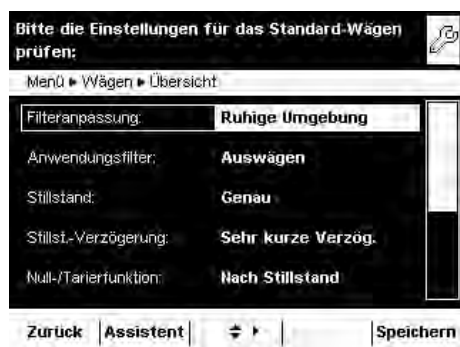 Bitte die Einstellungen für das Standard-Wägen
prüfen:
Menü ▸ Wägen ▸ Übersicht
Filteranpassung: Ruhige Umgebung
Anwendungsfilter: Auswägen
Stillstand: Genau
Stillst.-Verzögerung: Sehr kurze Verzög.
Null-/Tarierfunktion: Nach Stillstand
Zurück Assistent Speichern